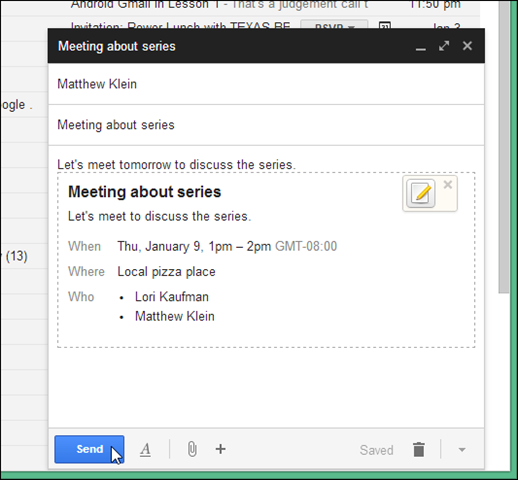 Android Gmail in Lesson 1 - That's a judgement call t 11:50 pm
Invitation: Power Lunch with TEXAS BE RSVP 31 Jan 2
Meeting about series
Matthew Klein
Meeting about series
ogle .
Let's meet tomorrow to discuss the series.
Meeting about series
Let's meet to discuss the series.
(13)
When Thu, January 9, 1pm – 2pm GMT-08:00
Where Local pizza place
Who • Lori Kaufman
• Matthew Klein
Send A Saved